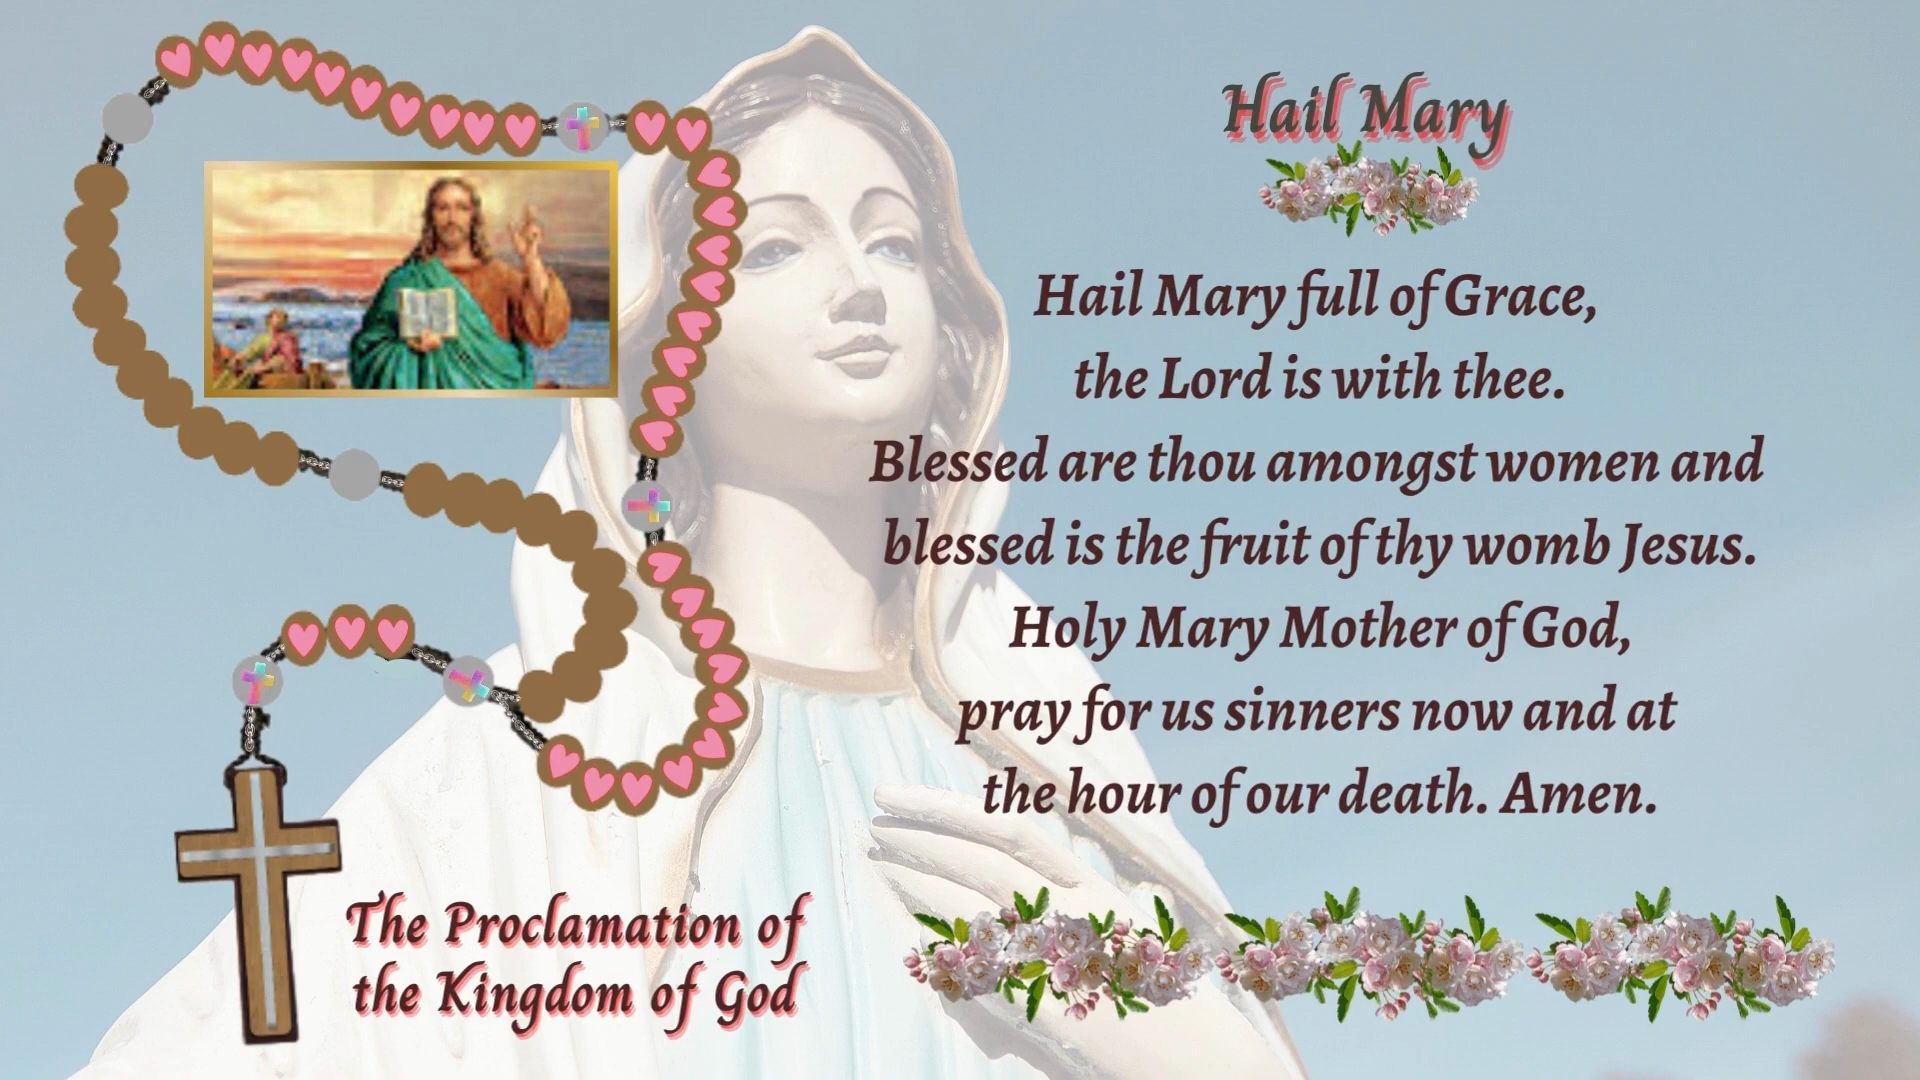 Hail Mary
Hail Mary full of Grace,
the Lord is with thee.
Blessed are thou amongst women and
blessed is the fruit of thy womb Jesus.
Holy Mary Mother of God,
pray for us sinners now and at
the hour of our death. Amen.
The Proclamation of
the Kingdom of God